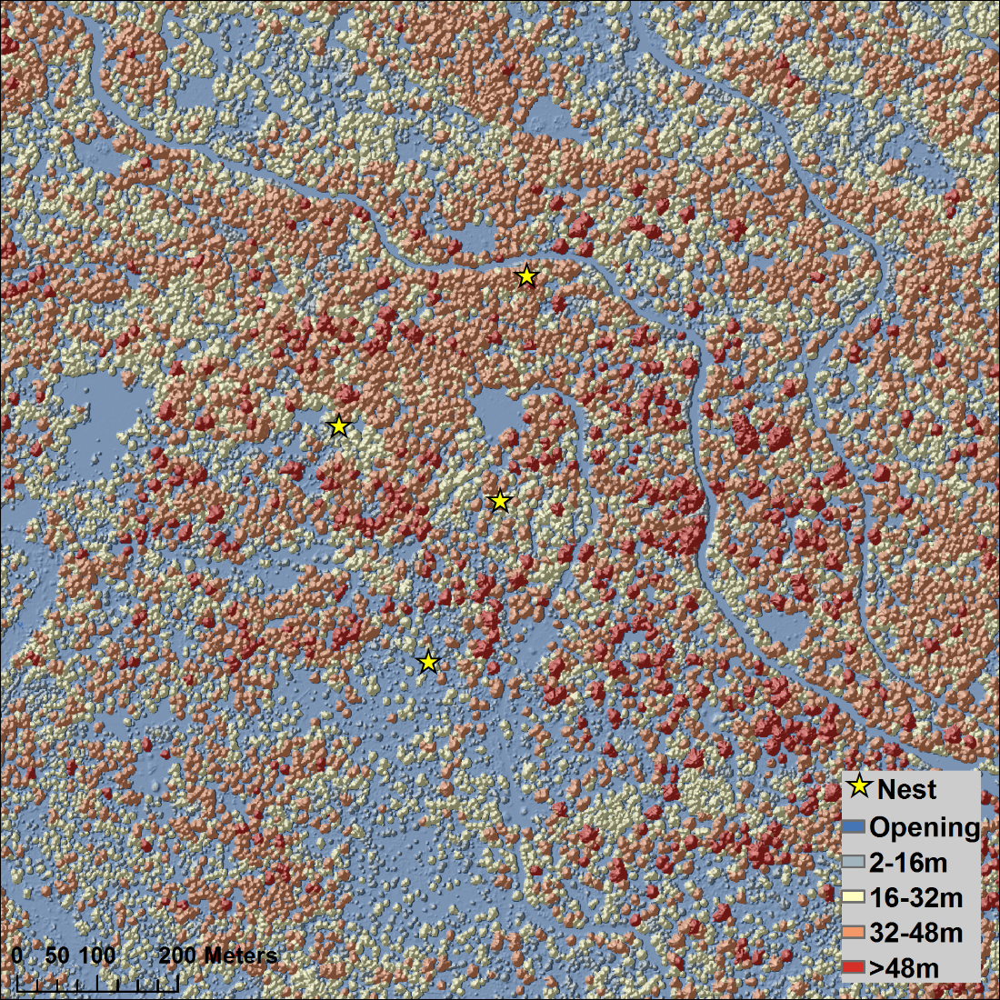 Nest
Opening
2-16m
16-32m
32-48m
>48m
0 50 100 200 Meters